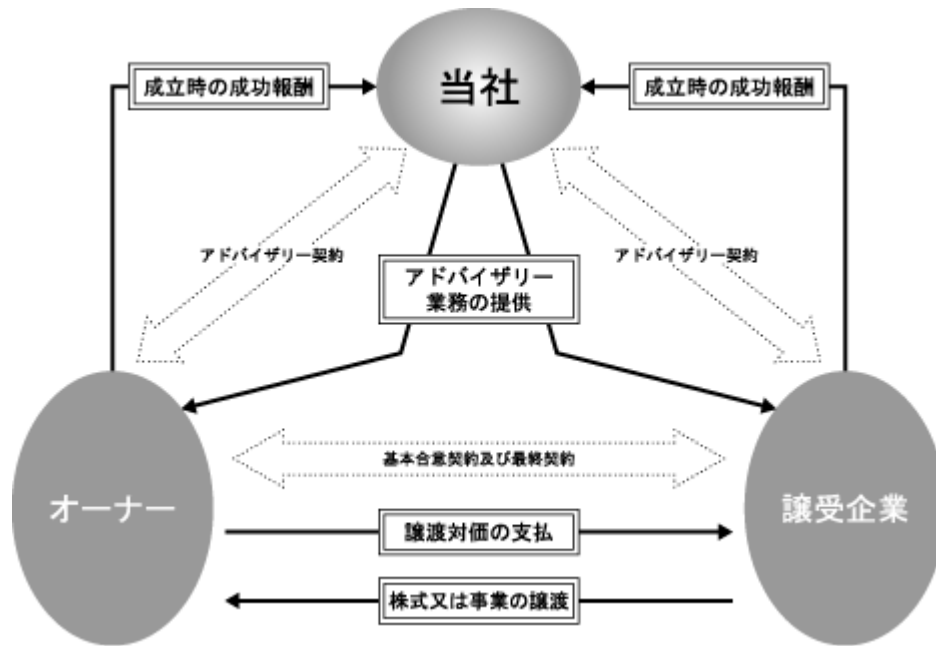 当社
成立時の成功報酬
成立時の成功報酬
アドバイザリー契約
アドバイザリー契約
アドバイザリー
業務の提供
基本合意契約及び最終契約
オーナー
譲受企業
譲渡対価の支払
株式又は事業の譲渡